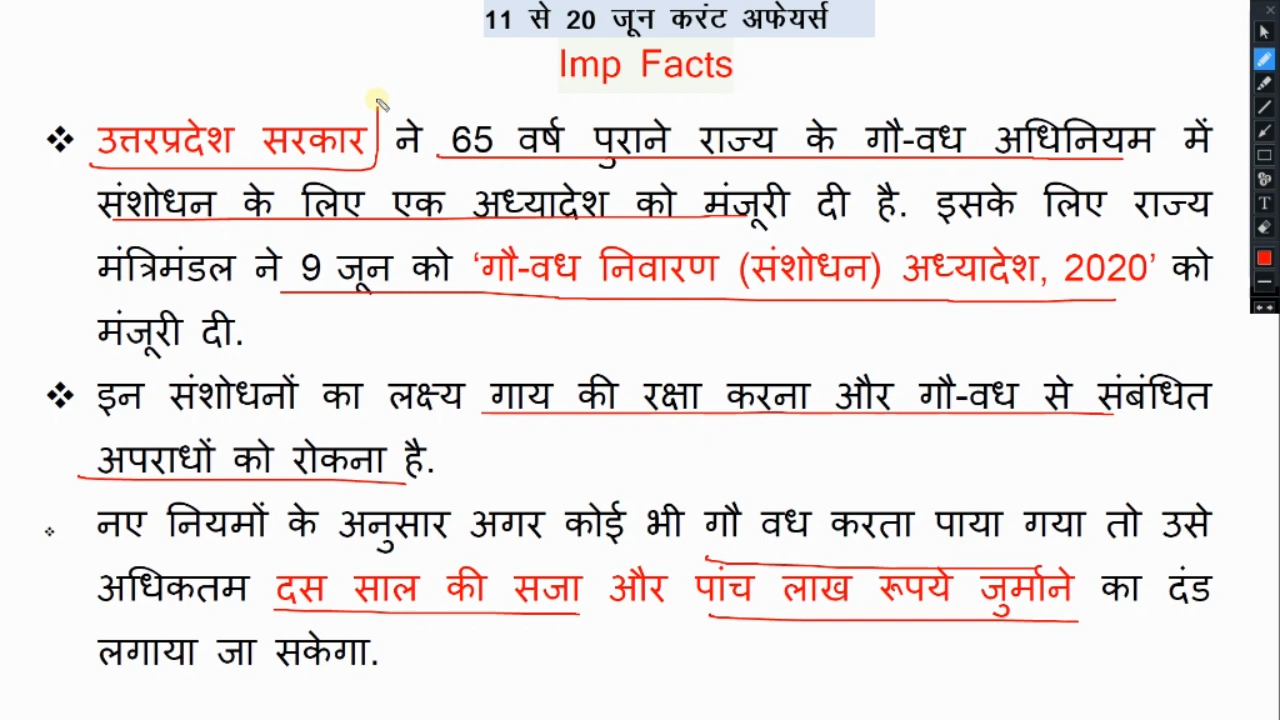 11 से 20 जून करंट अफेयर्स
Imp Facts
❖ उत्तरप्रदेश सरकार ने 65 वर्ष पुराने राज्य के गौ-वध अधिनियम में
संशोधन के लिए एक अध्यादेश को मंजूरी दी है. इसके लिए राज्य
मंत्रिमंडल ने 9 जून को ‘गौ-वध निवारण (संशोधन) अध्यादेश, 2020’ को
मंजूरी दी.
❖ इन संशोधनों का लक्ष्य गाय की रक्षा करना और गौ-वध से संबंधित
अपराधों को रोकना है.
❖ नए नियमों के अनुसार अगर कोई भी गौ वध करता पाया गया तो उसे
अधिकतम दस साल की सजा और पांच लाख रूपये जुर्माने का दंड
लगाया जा सकेगा.